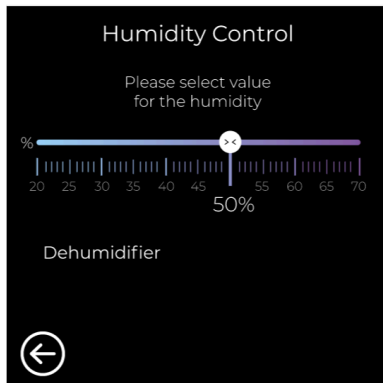 Humidity Control
Please select value
for the humidity
%
20 25 30 35 40 45 55 60 65 70
50%
Dehumidifier